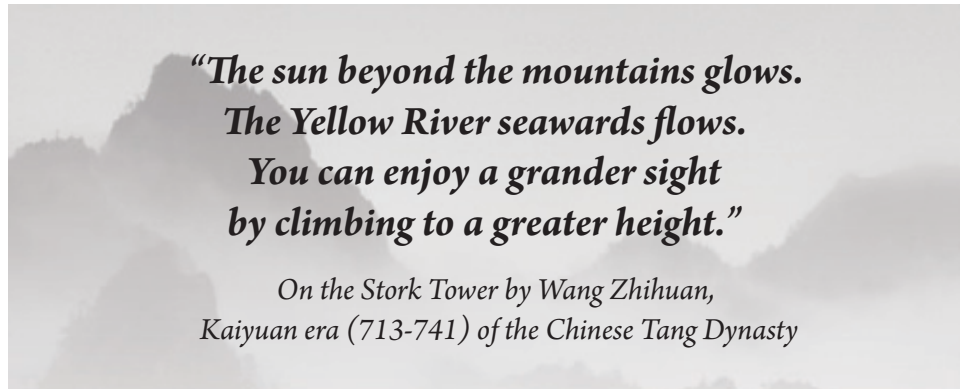 “The sun beyond the mountains glows.
The Yellow River seawards flows.
You can enjoy a grander sight
by climbing to a greater height.”
On the Stork Tower by Wang Zhihuan,
Kaiyuan era (713-741) of the Chinese Tang Dynasty